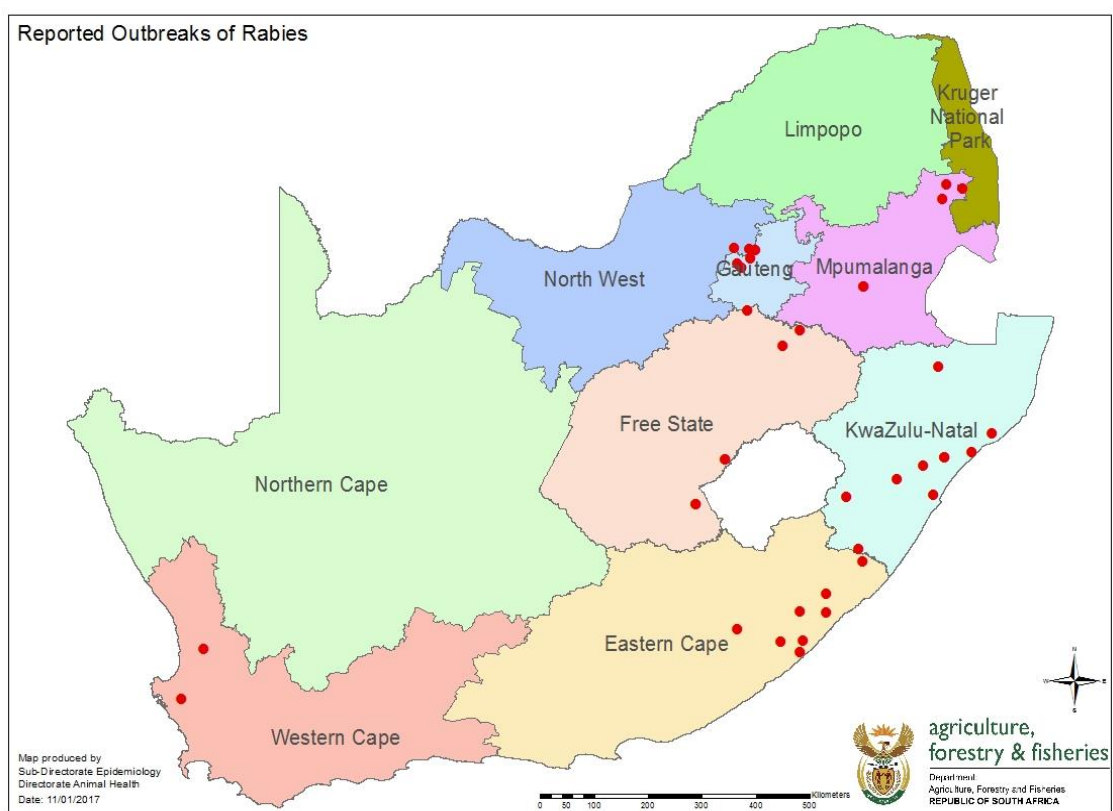 Reported Outbreaks of Rabies
Kruger
National
Park
Limpopo
North West
Gauteng
Mpumalanga
Free State
KwaZulu-Natal
Northern Cape
Eastern Cape
Western Cape
N
W
E
S
Map produced by
Sub-Directorate Epidemiology
Directorate Animal Health
Date: 11/01/2017
Kilometers
0 50 100 200 300 400 500
agriculture,
forestry & fisheries
Department:
Agriculture, Forestry and Fisheries
REPUBLIC OF SOUTH AFRICA